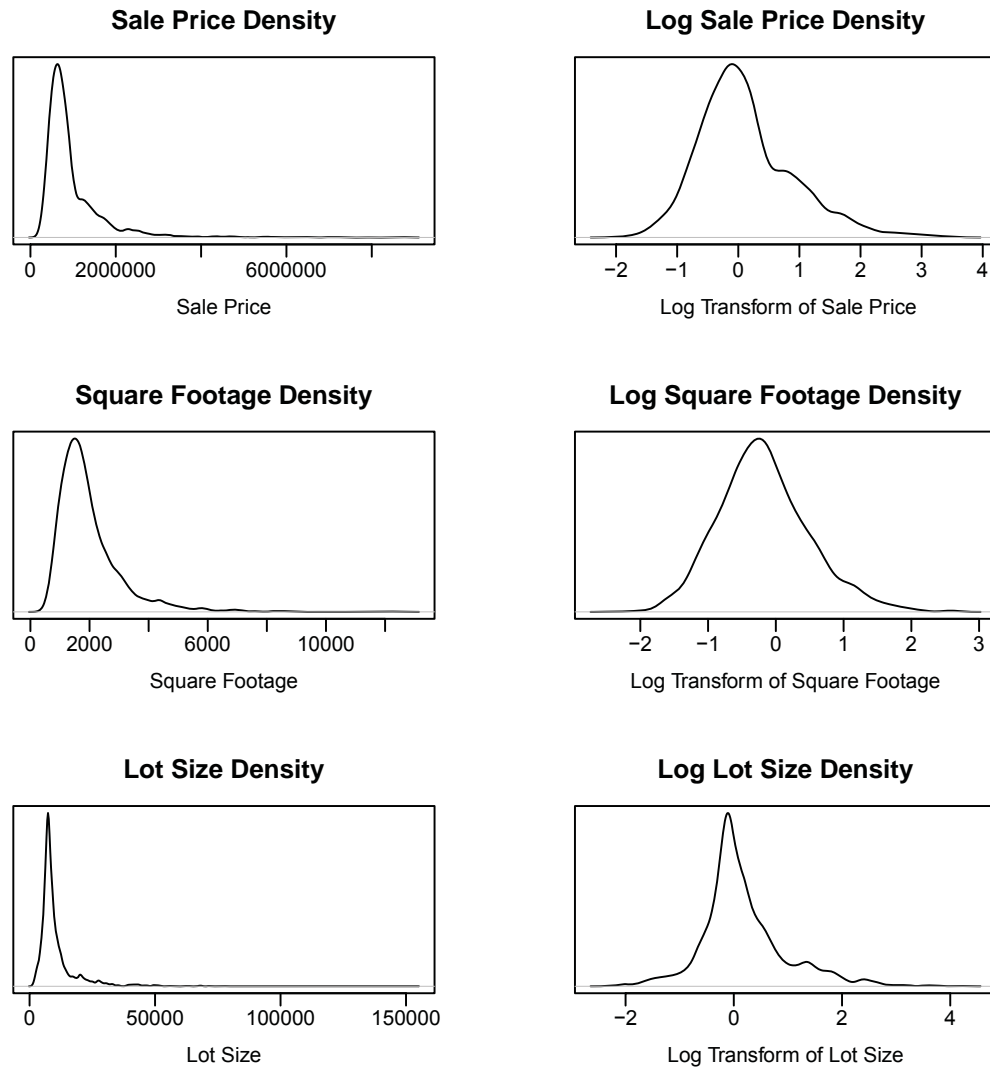 Sale Price Density
0 2000000 6000000
Sale Price
Log Sale Price Density
−2 −1 0 1 2 3 4
Log Transform of Sale Price
Square Footage Density
0 2000 6000 10000
Square Footage
Log Square Footage Density
−2 −1 0 1 2 3
Log Transform of Square Footage
Lot Size Density
0 50000 100000 150000
Lot Size
Log Lot Size Density
−2 0 2 4
Log Transform of Lot Size